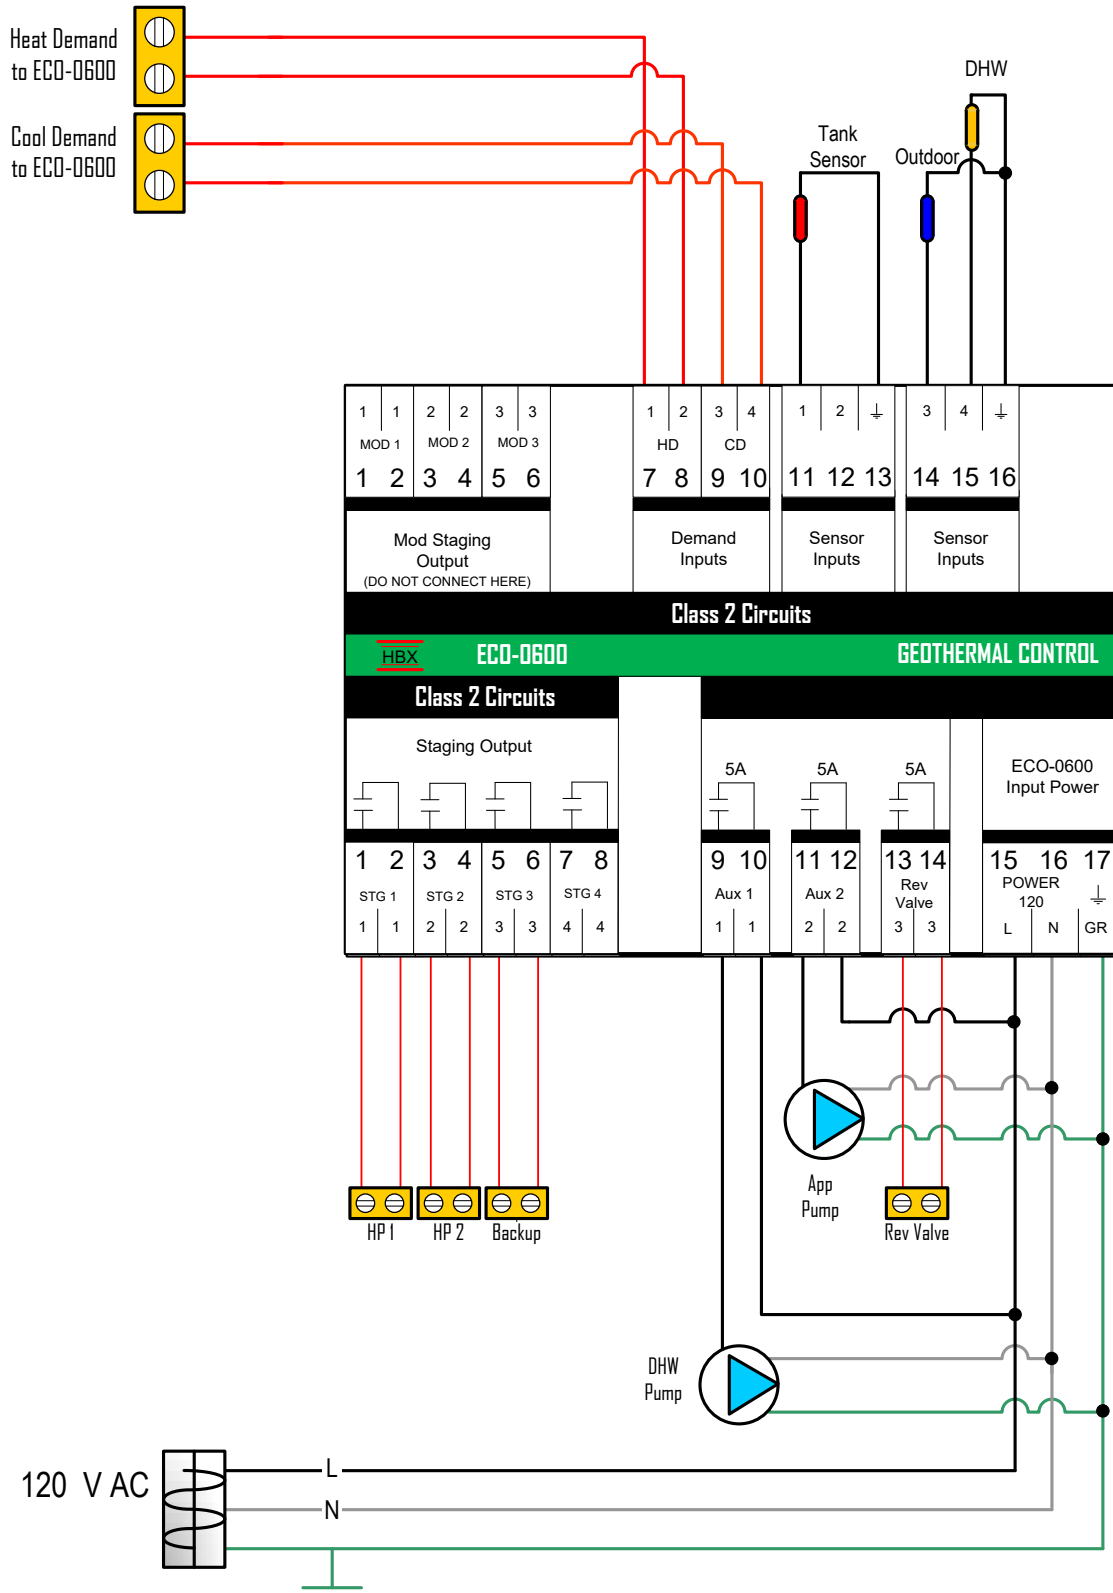 Heat Demand
to ECO-0600
Cool Demand
to ECO-0600
DHW
Tank
Sensor
Outdoor
1 1 2 2 3 3 1 2 3 4 1 2 3 4
MOD 1 MOD 2 MOD 3 HD CD
1 2 3 4 5 6 7 8 9 10 11 12 13 14 15 16
Mod Staging
Output
(DO NOT CONNECT HERE)
Demand
Inputs
Sensor
Inputs
Sensor
Inputs
Class 2 Circuits
HBX ECO-0600 GEOTHERMAL CONTROL
Class 2 Circuits
Staging Output
5A 5A 5A
ECO-0600
Input Power
1 2 3 4 5 6 7 8 9 10 11 12 13 14 15 16 17
STG 1 STG 2 STG 3 STG 4 Aux 1 Aux 2
Rev
Valve
POWER
120
1 1 2 2 3 3 4 4 1 1 2 2 3 3 L N GR
HP 1 HP 2 Backup
App
Pump
Rev Valve
DHW
Pump
120 V AC
L
N